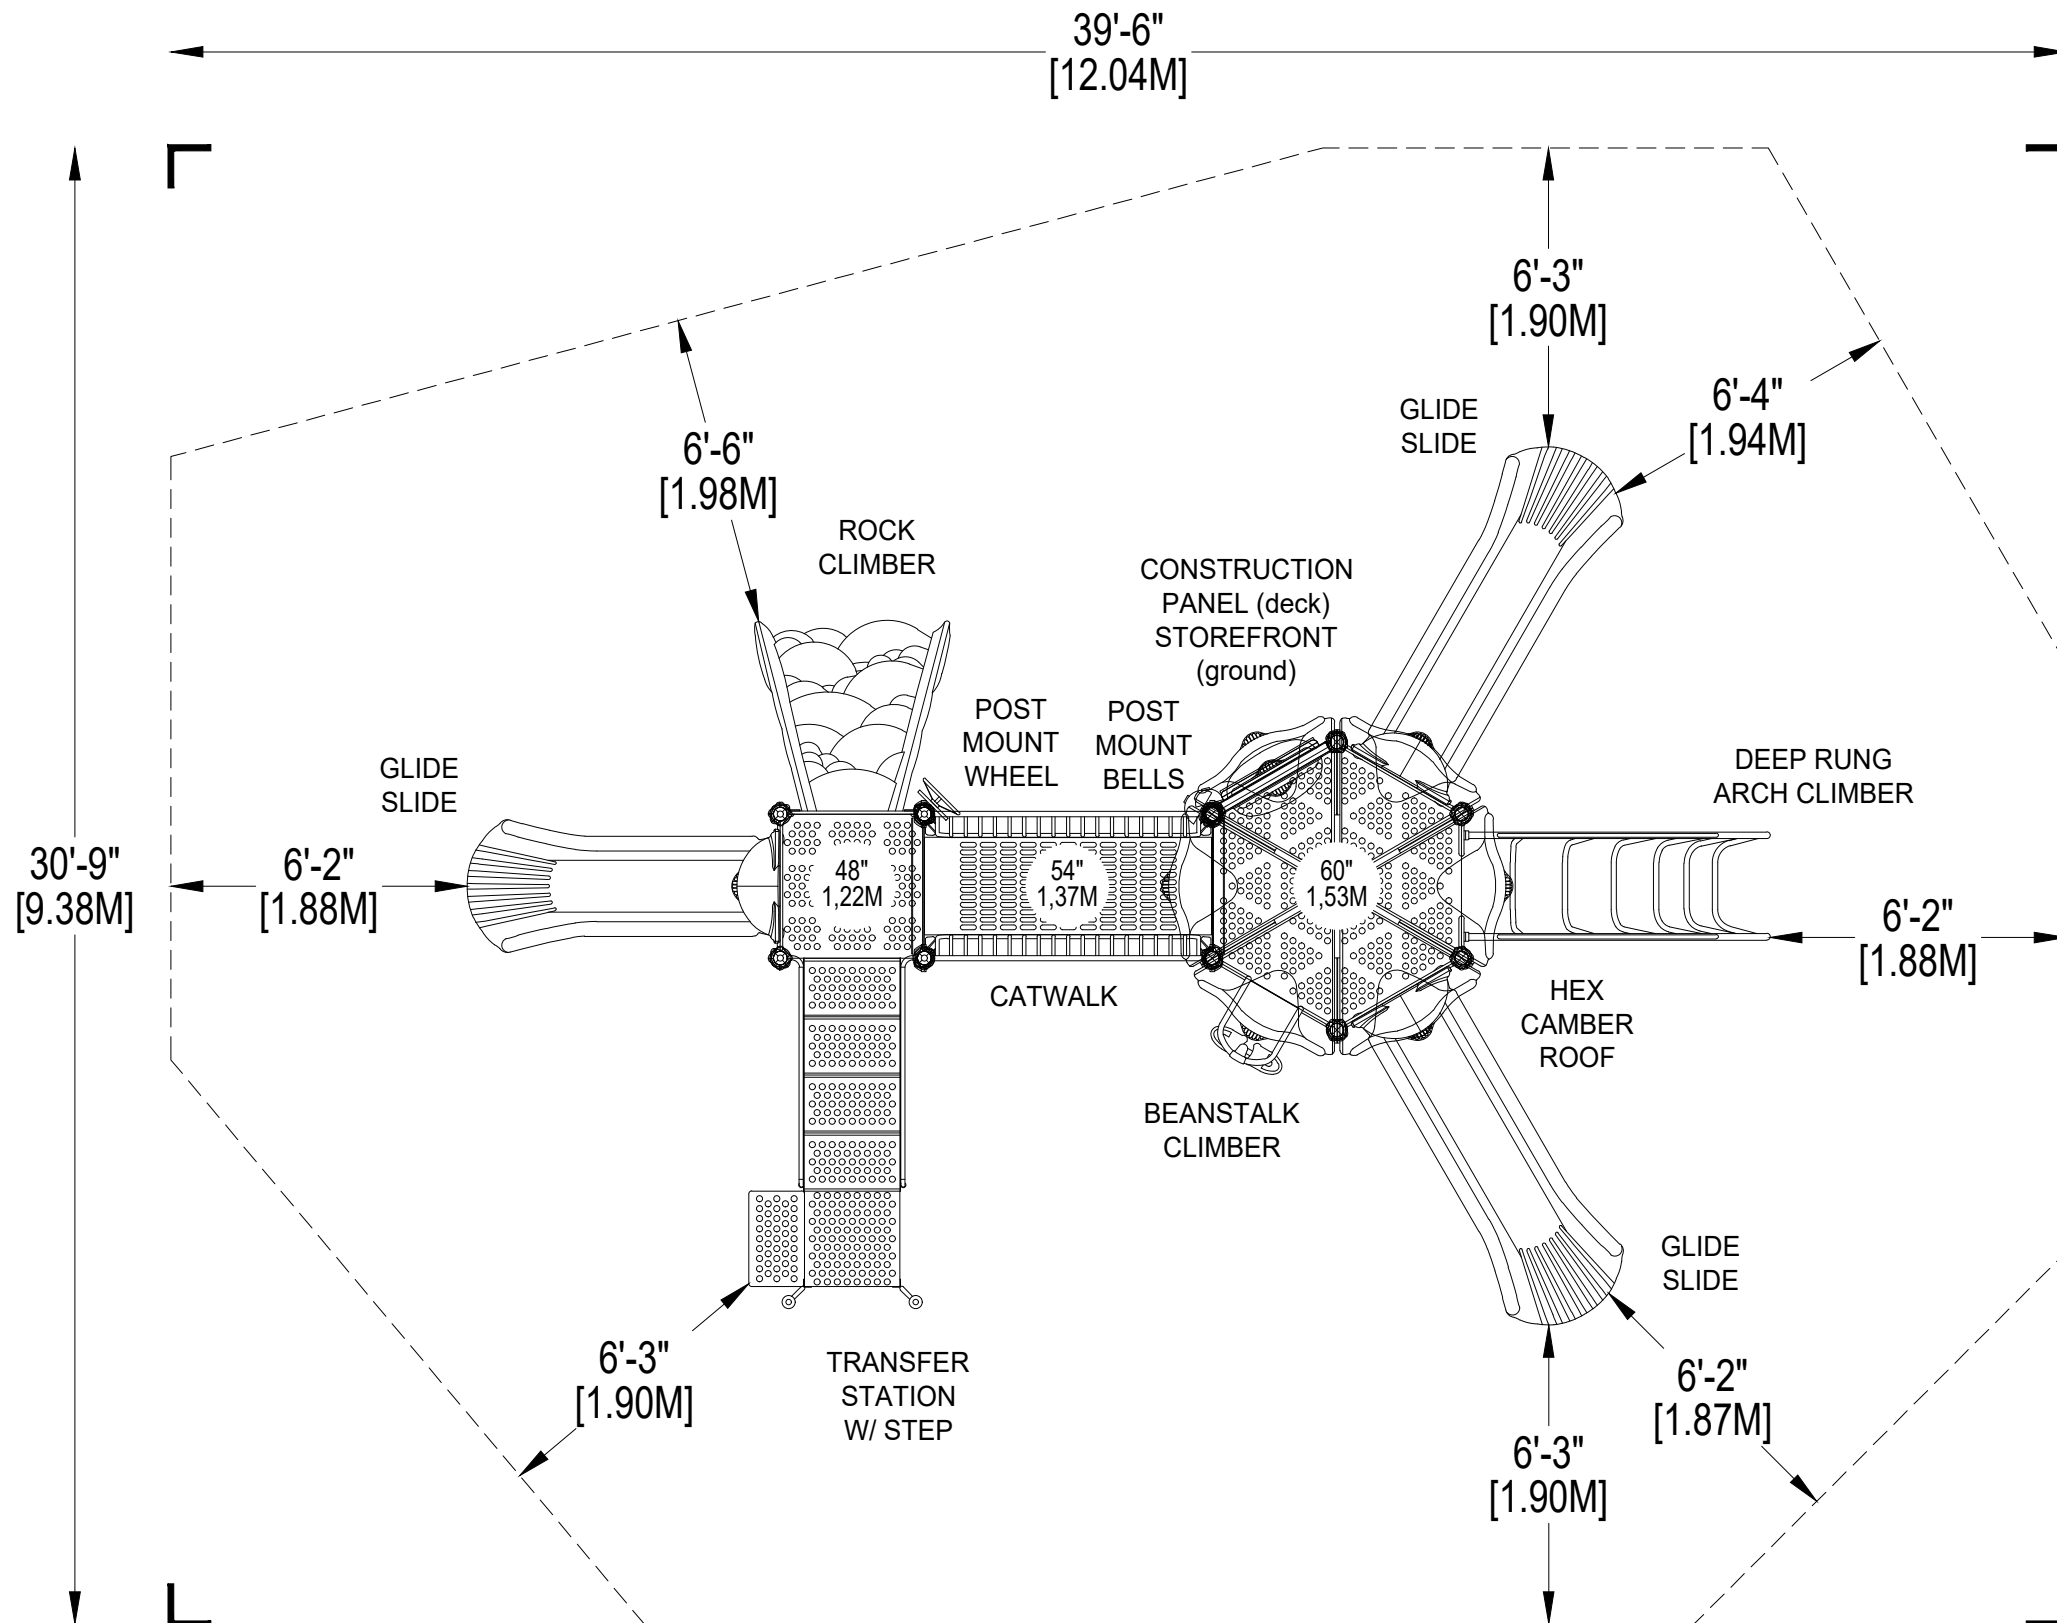 39'-6"
[12.04M]
6'-3"
[1.90M]
6'-4"
[1.94M]
GLIDE
SLIDE
6'-6"
[1.98M]
ROCK
CLIMBER
CONSTRUCTION
PANEL (deck)
STOREFRONT
(ground)
POST
MOUNT
WHEEL
POST
MOUNT
BELLS
GLIDE
SLIDE
DEEP RUNG
ARCH CLIMBER
30'-9"
[9.38M]
6'-2"
[1.88M]
48"
1,22M
54"
1,37M
60"
1,53M
6'-2"
[1.88M]
CATWALK
HEX
CAMBER
ROOF
BEANSTALK
CLIMBER
GLIDE
SLIDE
6'-3"
[1.90M]
TRANSFER
STATION
W/ STEP
6'-2"
[1.87M]
6'-3"
[1.90M]